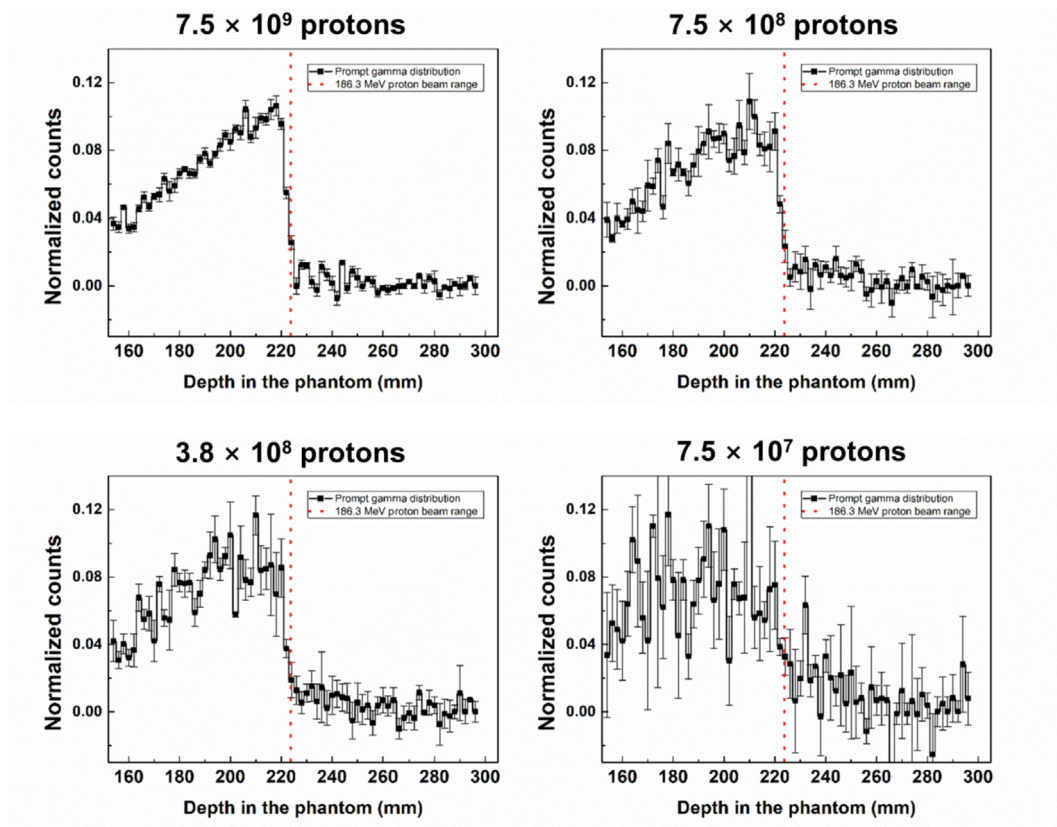 7.5 × 10⁹ protons
Normalized counts
0.12
0.08
0.04
0.00
Prompt gamma distribution
186.3 MeV proton beam range
160 180 200 220 240 260 280 300
Depth in the phantom (mm)
7.5 × 10⁸ protons
Normalized counts
0.12
0.08
0.04
0.00
Prompt gamma distribution
186.3 MeV proton beam range
160 180 200 220 240 260 280 300
Depth in the phantom (mm)
3.8 × 10⁸ protons
Normalized counts
0.12
0.08
0.04
0.00
Prompt gamma distribution
186.3 MeV proton beam range
160 180 200 220 240 260 280 300
Depth in the phantom (mm)
7.5 × 10⁷ protons
Normalized counts
0.12
0.08
0.04
0.00
Prompt gamma distribution
186.3 MeV proton beam range
160 180 200 220 240 260 280 300
Depth in the phantom (mm)